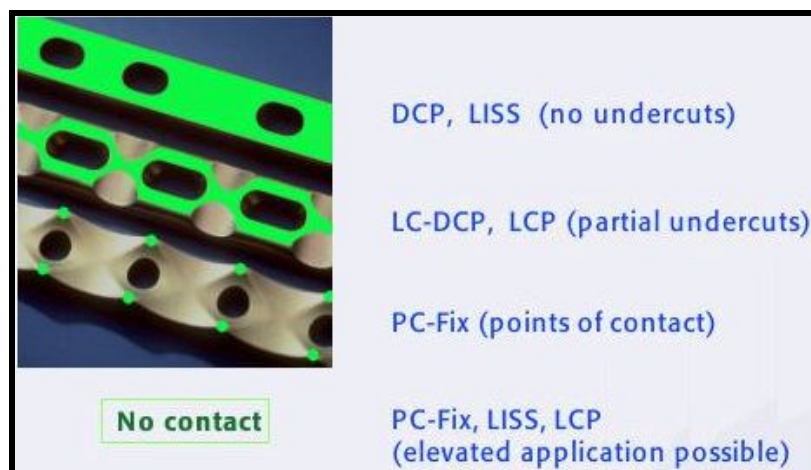 DCP, LISS (no undercuts)
LC-DCP, LCP (partial undercuts)
PC-Fix (points of contact)
No contact
PC-Fix, LISS, LCP
(elevated application possible)